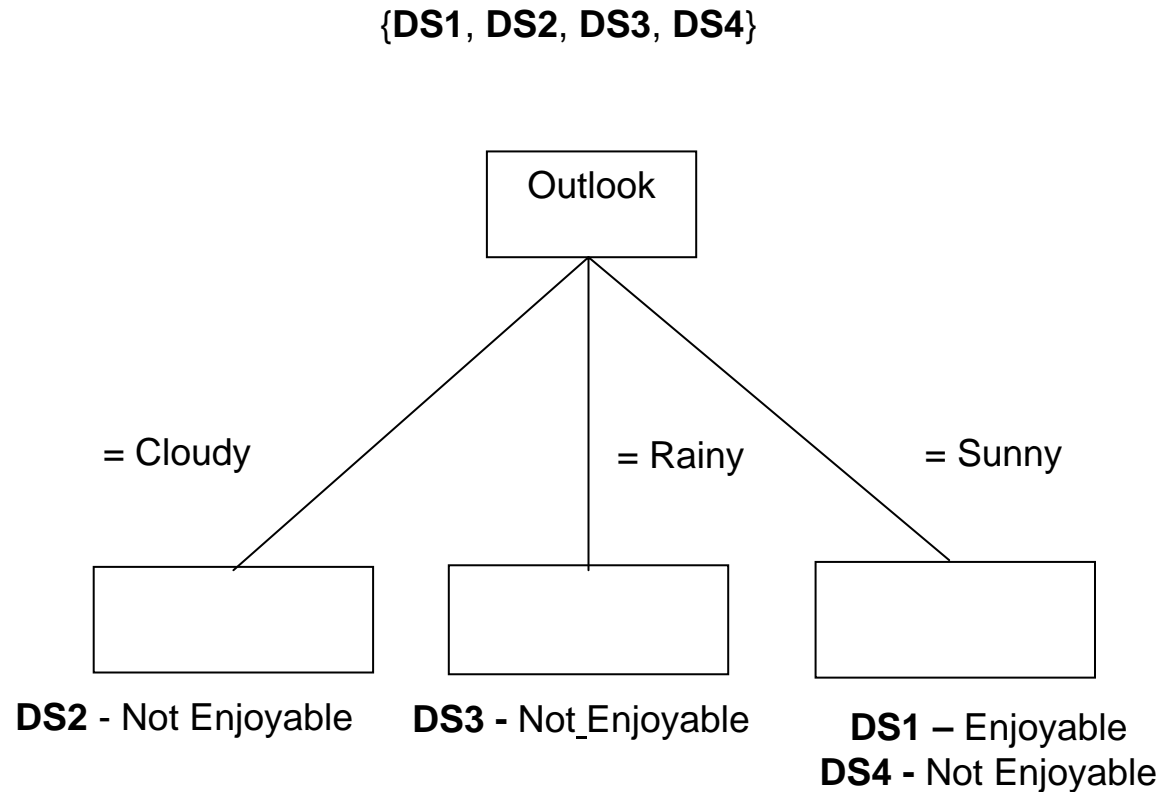 {DS1, DS2, DS3, DS4}
Outlook
= Cloudy
= Rainy
= Sunny
DS2 - Not Enjoyable
DS3 - Not Enjoyable
DS1 – Enjoyable
DS4 - Not Enjoyable